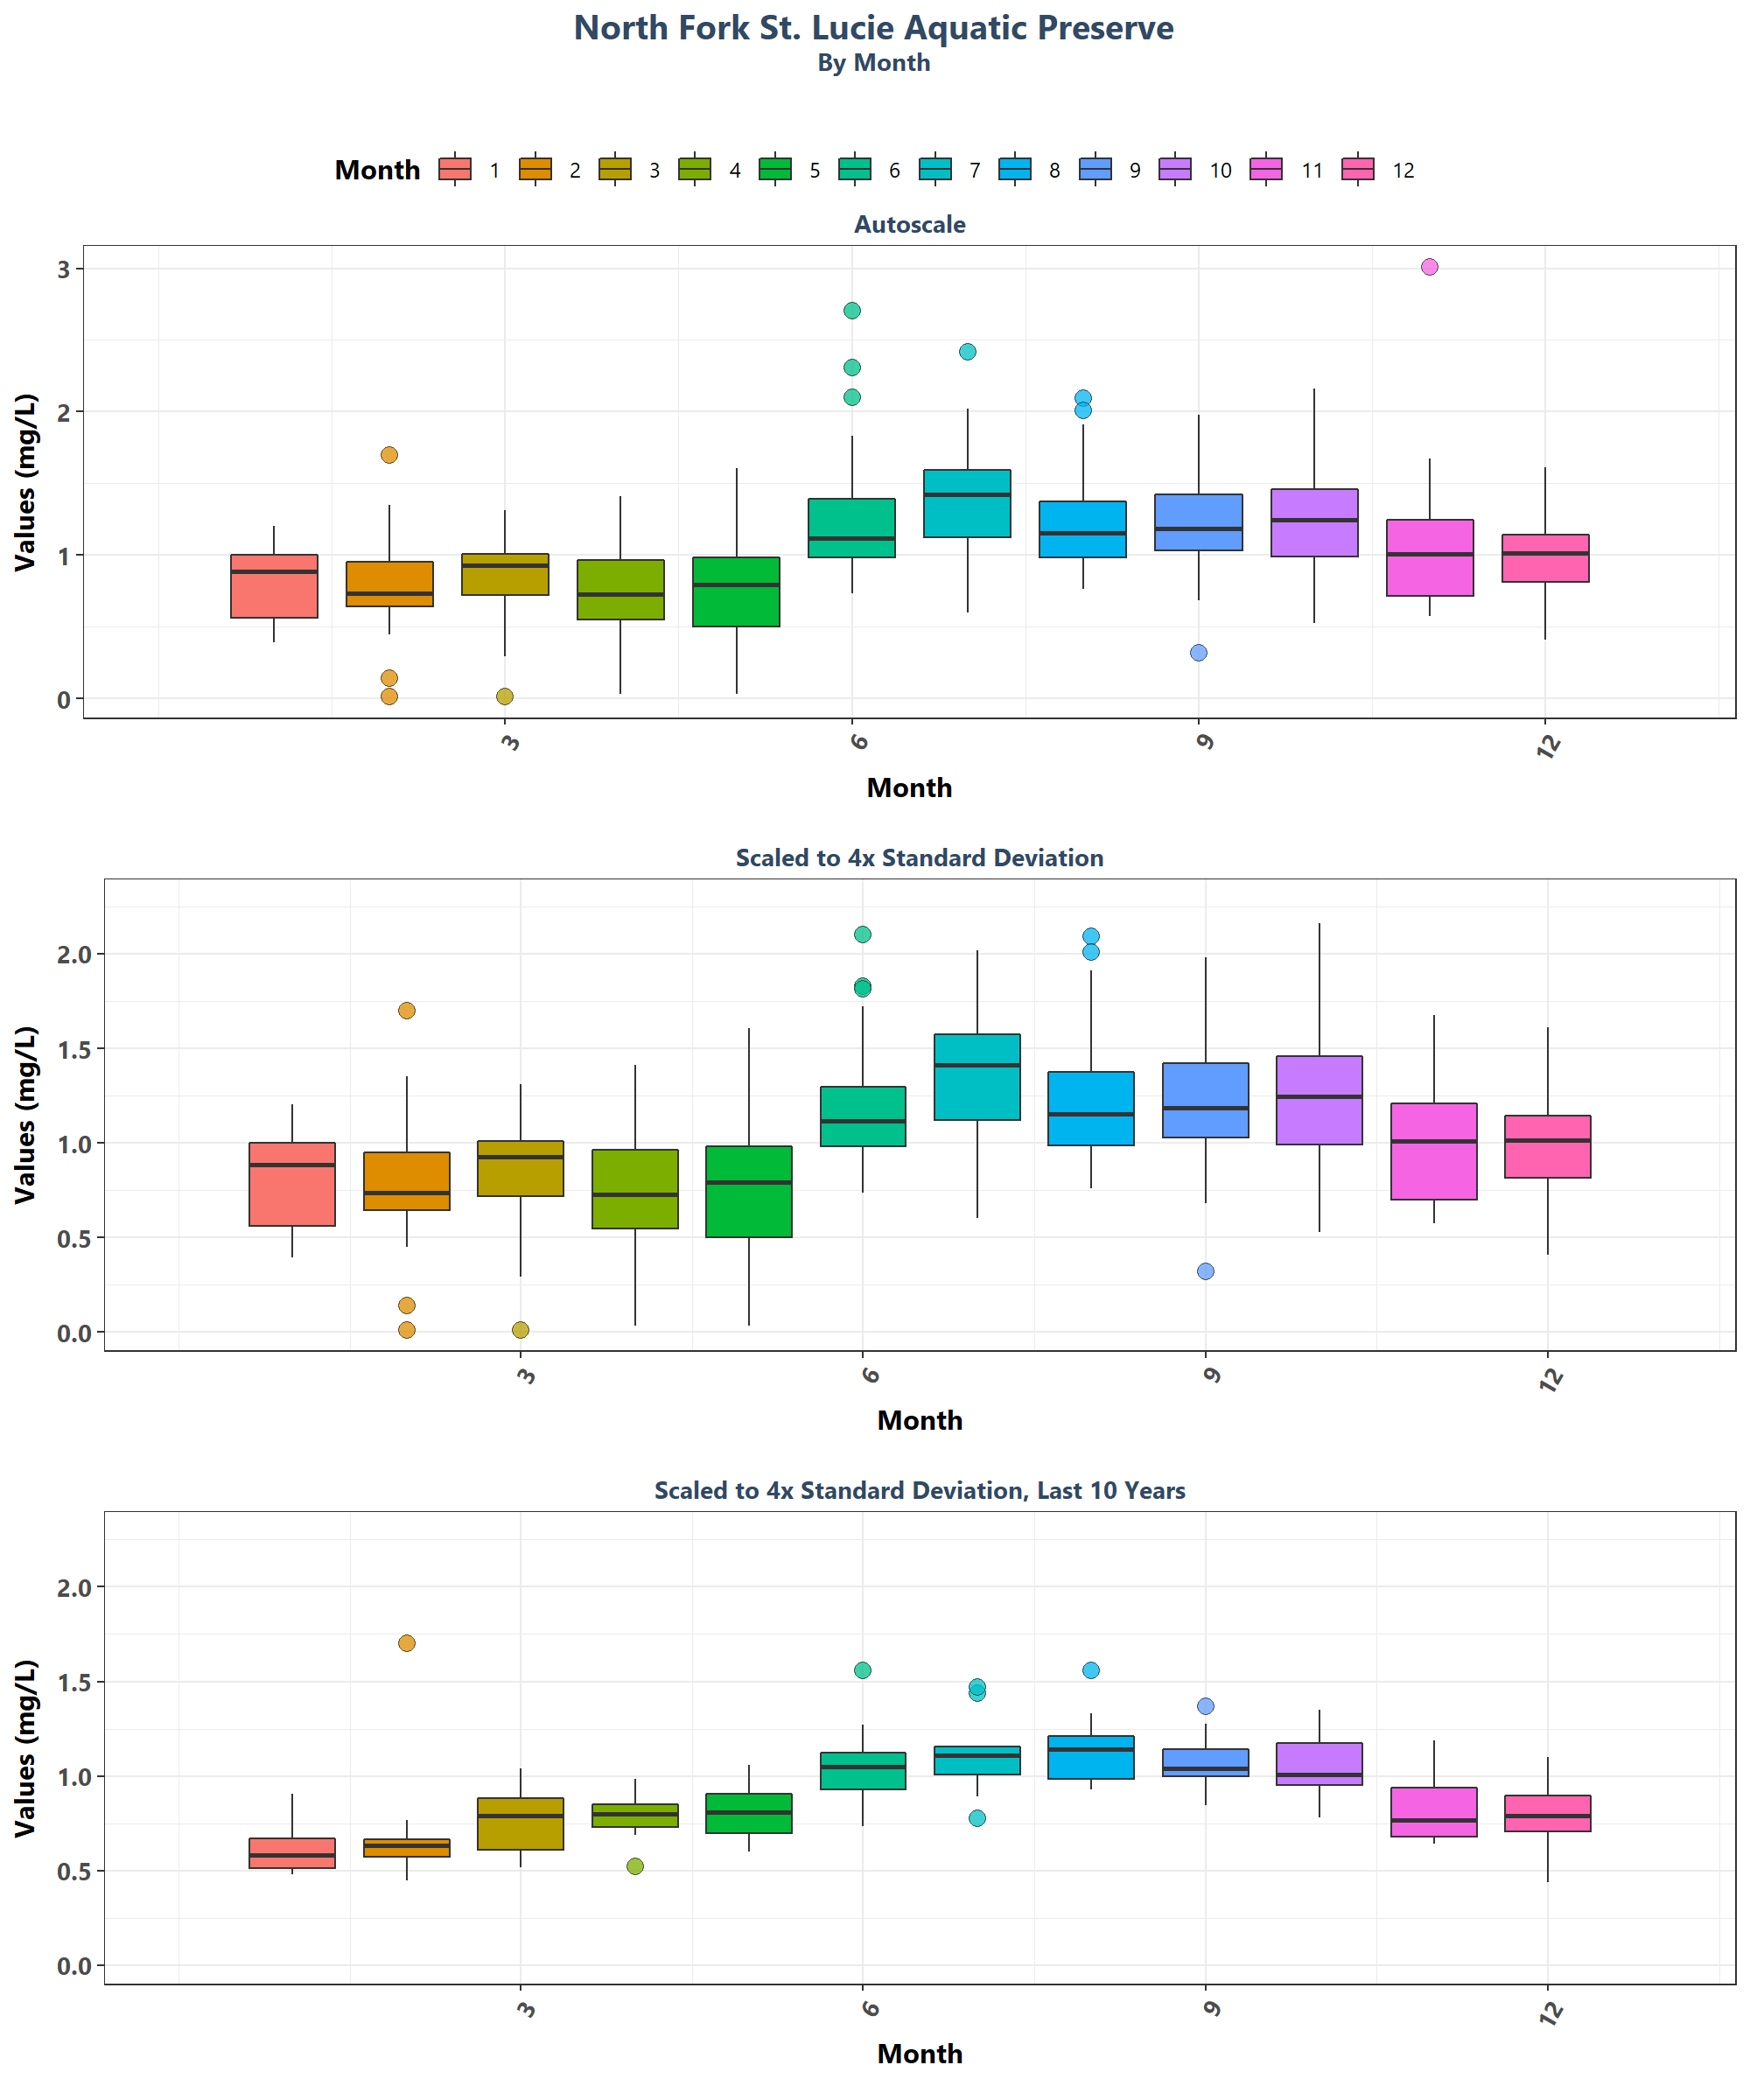 North Fork St. Lucie Aquatic Preserve
By Month
Month 1 2 3 4 5 6 7 8 9 10 11 12
Autoscale
Values (mg/L)
3
2
1
0
3 6 9 12
Month
Scaled to 4x Standard Deviation
Values (mg/L)
2.0
1.5
1.0
0.5
0.0
3 6 9 12
Month
Scaled to 4x Standard Deviation, Last 10 Years
Values (mg/L)
2.0
1.5
1.0
0.5
0.0
3 6 9 12
Month